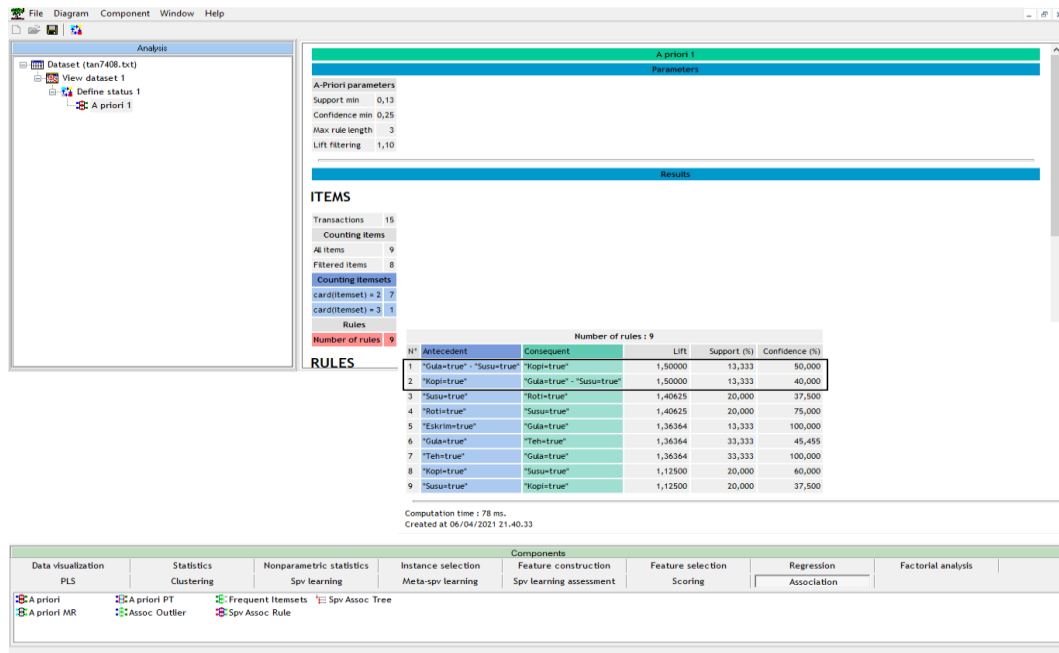 File Diagram Component Window Help
Analysis
Dataset (tan7408.txt)
View dataset 1
Define status 1
A priori 1
A priori 1
Parameters
A-Priori parameters
Support min 0,13
Confidence min 0,25
Max rule length 3
Lift filtering 1,10
Results
ITEMS
Transactions 15
Counting items
All items 9
Filtered items 8
Counting itemsets
card(itemset) = 2 7
card(itemset) = 3 1
Rules
Number of rules 9
RULES
Number of rules : 9
N° Antecedent Consequent Lift Support (%) Confidence (%)
1 "Gula=true" - "Susu=true" "Kopi=true" 1,50000 13,333 50,000
2 "Kopi=true" "Gula=true" - "Susu=true" 1,50000 13,333 40,000
3 "Susu=true" "Roti=true" 1,40625 20,000 37,500
4 "Roti=true" "Susu=true" 1,40625 20,000 75,000
5 "Eskrim=true" "Gula=true" 1,36364 13,333 100,000
6 "Gula=true" "Teh=true" 1,36364 33,333 45,455
7 "Teh=true" "Gula=true" 1,36364 33,333 100,000
8 "Kopi=true" "Susu=true" 1,12500 20,000 60,000
9 "Susu=true" "Kopi=true" 1,12500 20,000 37,500
Computation time : 78 ms.
Created at 06/04/2021 21.40.33
Components
Data visualization Statistics Nonparametric statistics Instance selection Feature construction Feature selection Regression Factorial analysis
PLS Clustering Spv learning Meta-spv learning Spv learning assessment Scoring Association
A priori A priori PT Frequent Itemsets Spv Assoc Tree
A priori MR Assoc Outlier Spv Assoc Rule